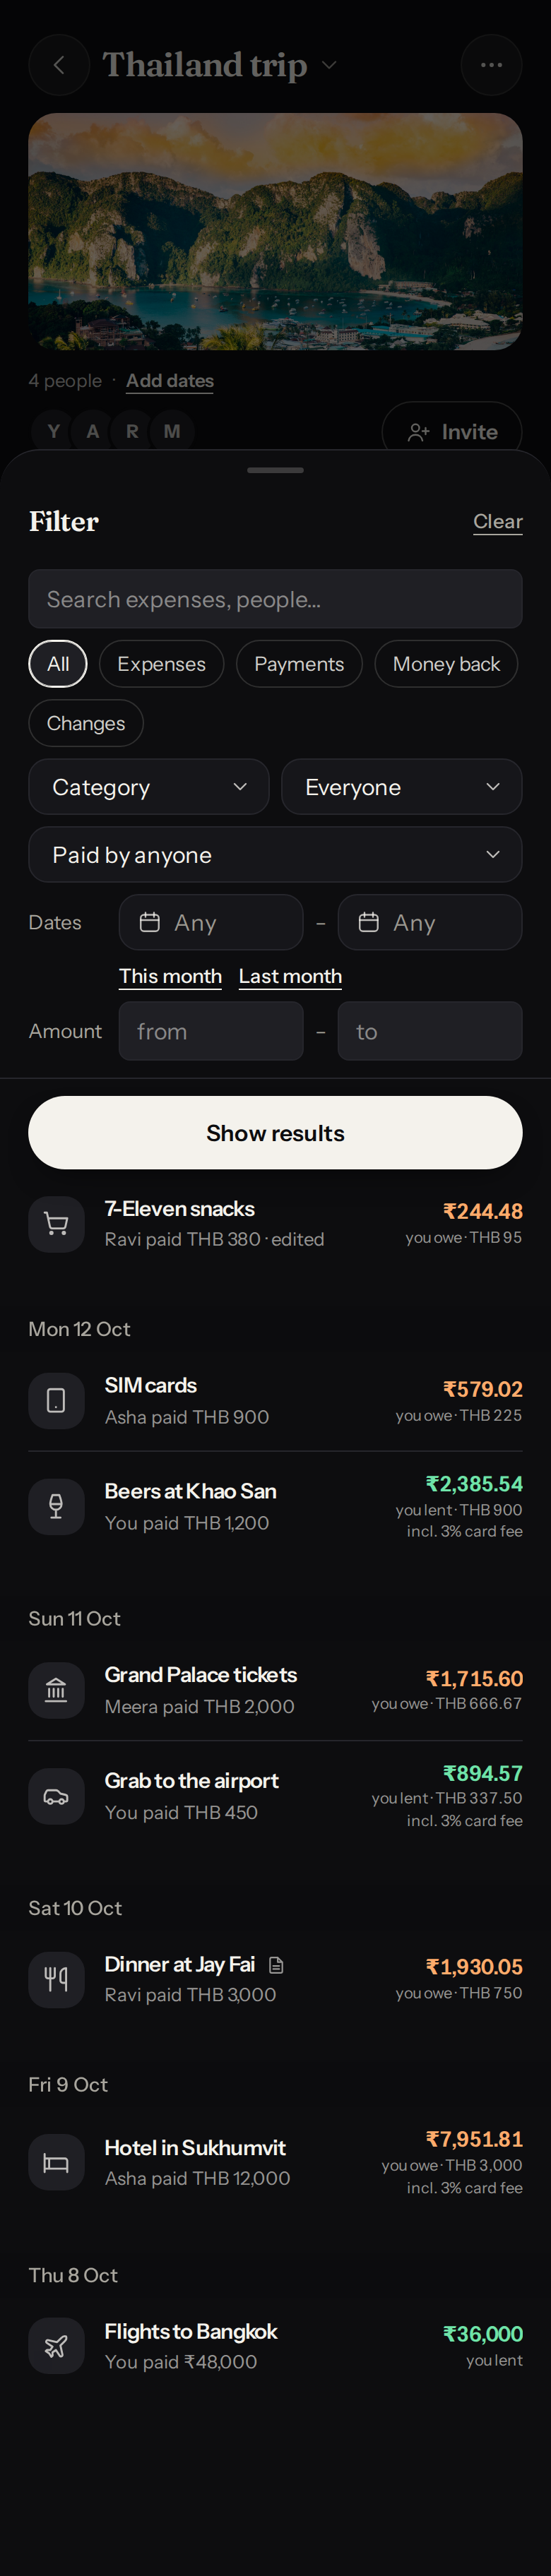 Thailand trip
4 people · Add dates
Y A R M
Invite
Filter
Clear
Search expenses, people...
All Expenses Payments Money back
Changes
Category Everyone
Paid by anyone
Dates Any – Any
This month Last month
Amount from – to
Show results
7-Eleven snacks ₹244.48
Ravi paid THB 380 · edited you owe · THB 95
Mon 12 Oct
SIM cards ₹579.02
Asha paid THB 900 you owe · THB 225
Beers at Khao San ₹2,385.54
You paid THB 1,200 you lent · THB 900
incl. 3% card fee
Sun 11 Oct
Grand Palace tickets ₹1,715.60
Meera paid THB 2,000 you owe · THB 666.67
Grab to the airport ₹894.57
You paid THB 450 you lent · THB 337.50
incl. 3% card fee
Sat 10 Oct
Dinner at Jay Fai ₹1,930.05
Ravi paid THB 3,000 you owe · THB 750
Fri 9 Oct
Hotel in Sukhumvit ₹7,951.81
Asha paid THB 12,000 you owe · THB 3,000
incl. 3% card fee
Thu 8 Oct
Flights to Bangkok ₹36,000
You paid ₹48,000 you lent